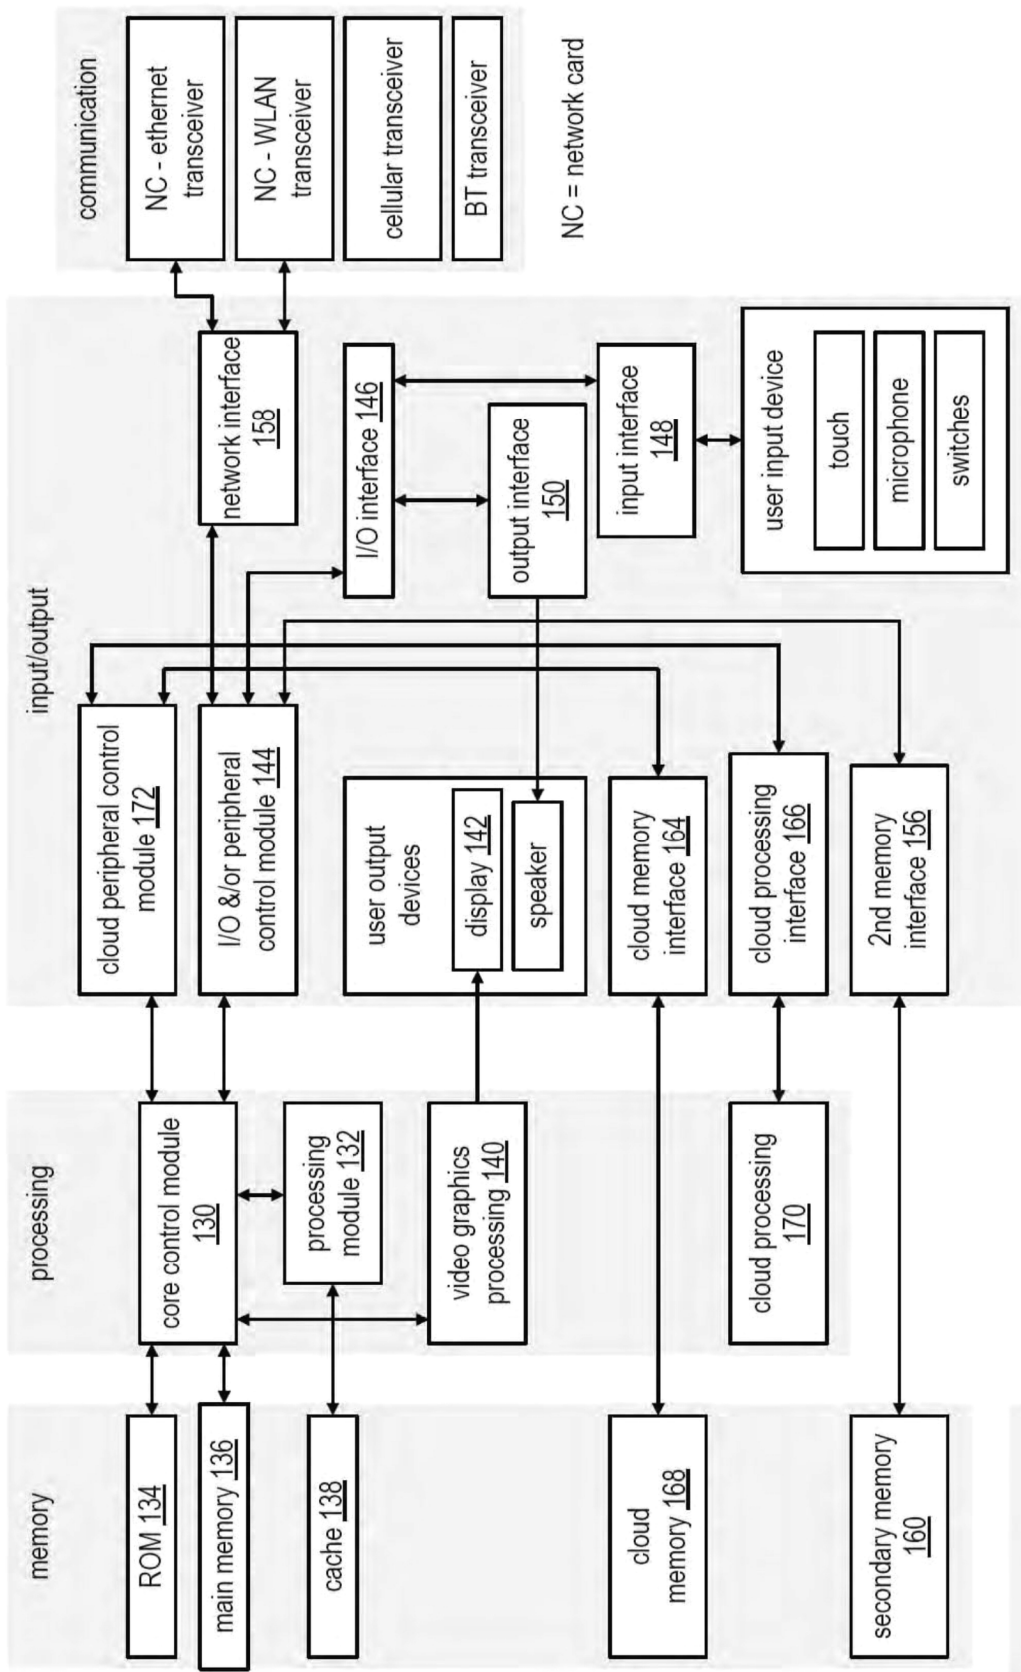 memory
ROM 134
main memory 136
cache 138
cloud
memory 168
secondary memory
160
processing
core control module
130
processing
module 132
video graphics
processing 140
cloud processing
170
input/output
cloud peripheral control
module 172
I/O &/or peripheral
control module 144
user output
devices
display 142
speaker
cloud memory
interface 164
cloud processing
interface 166
2nd memory
interface 156
network interface
158
I/O interface 146
output interface
150
input interface
148
user input device
touch
microphone
switches
communication
NC - ethernet
transceiver
NC - WLAN
transceiver
cellular transceiver
BT transceiver
NC = network card